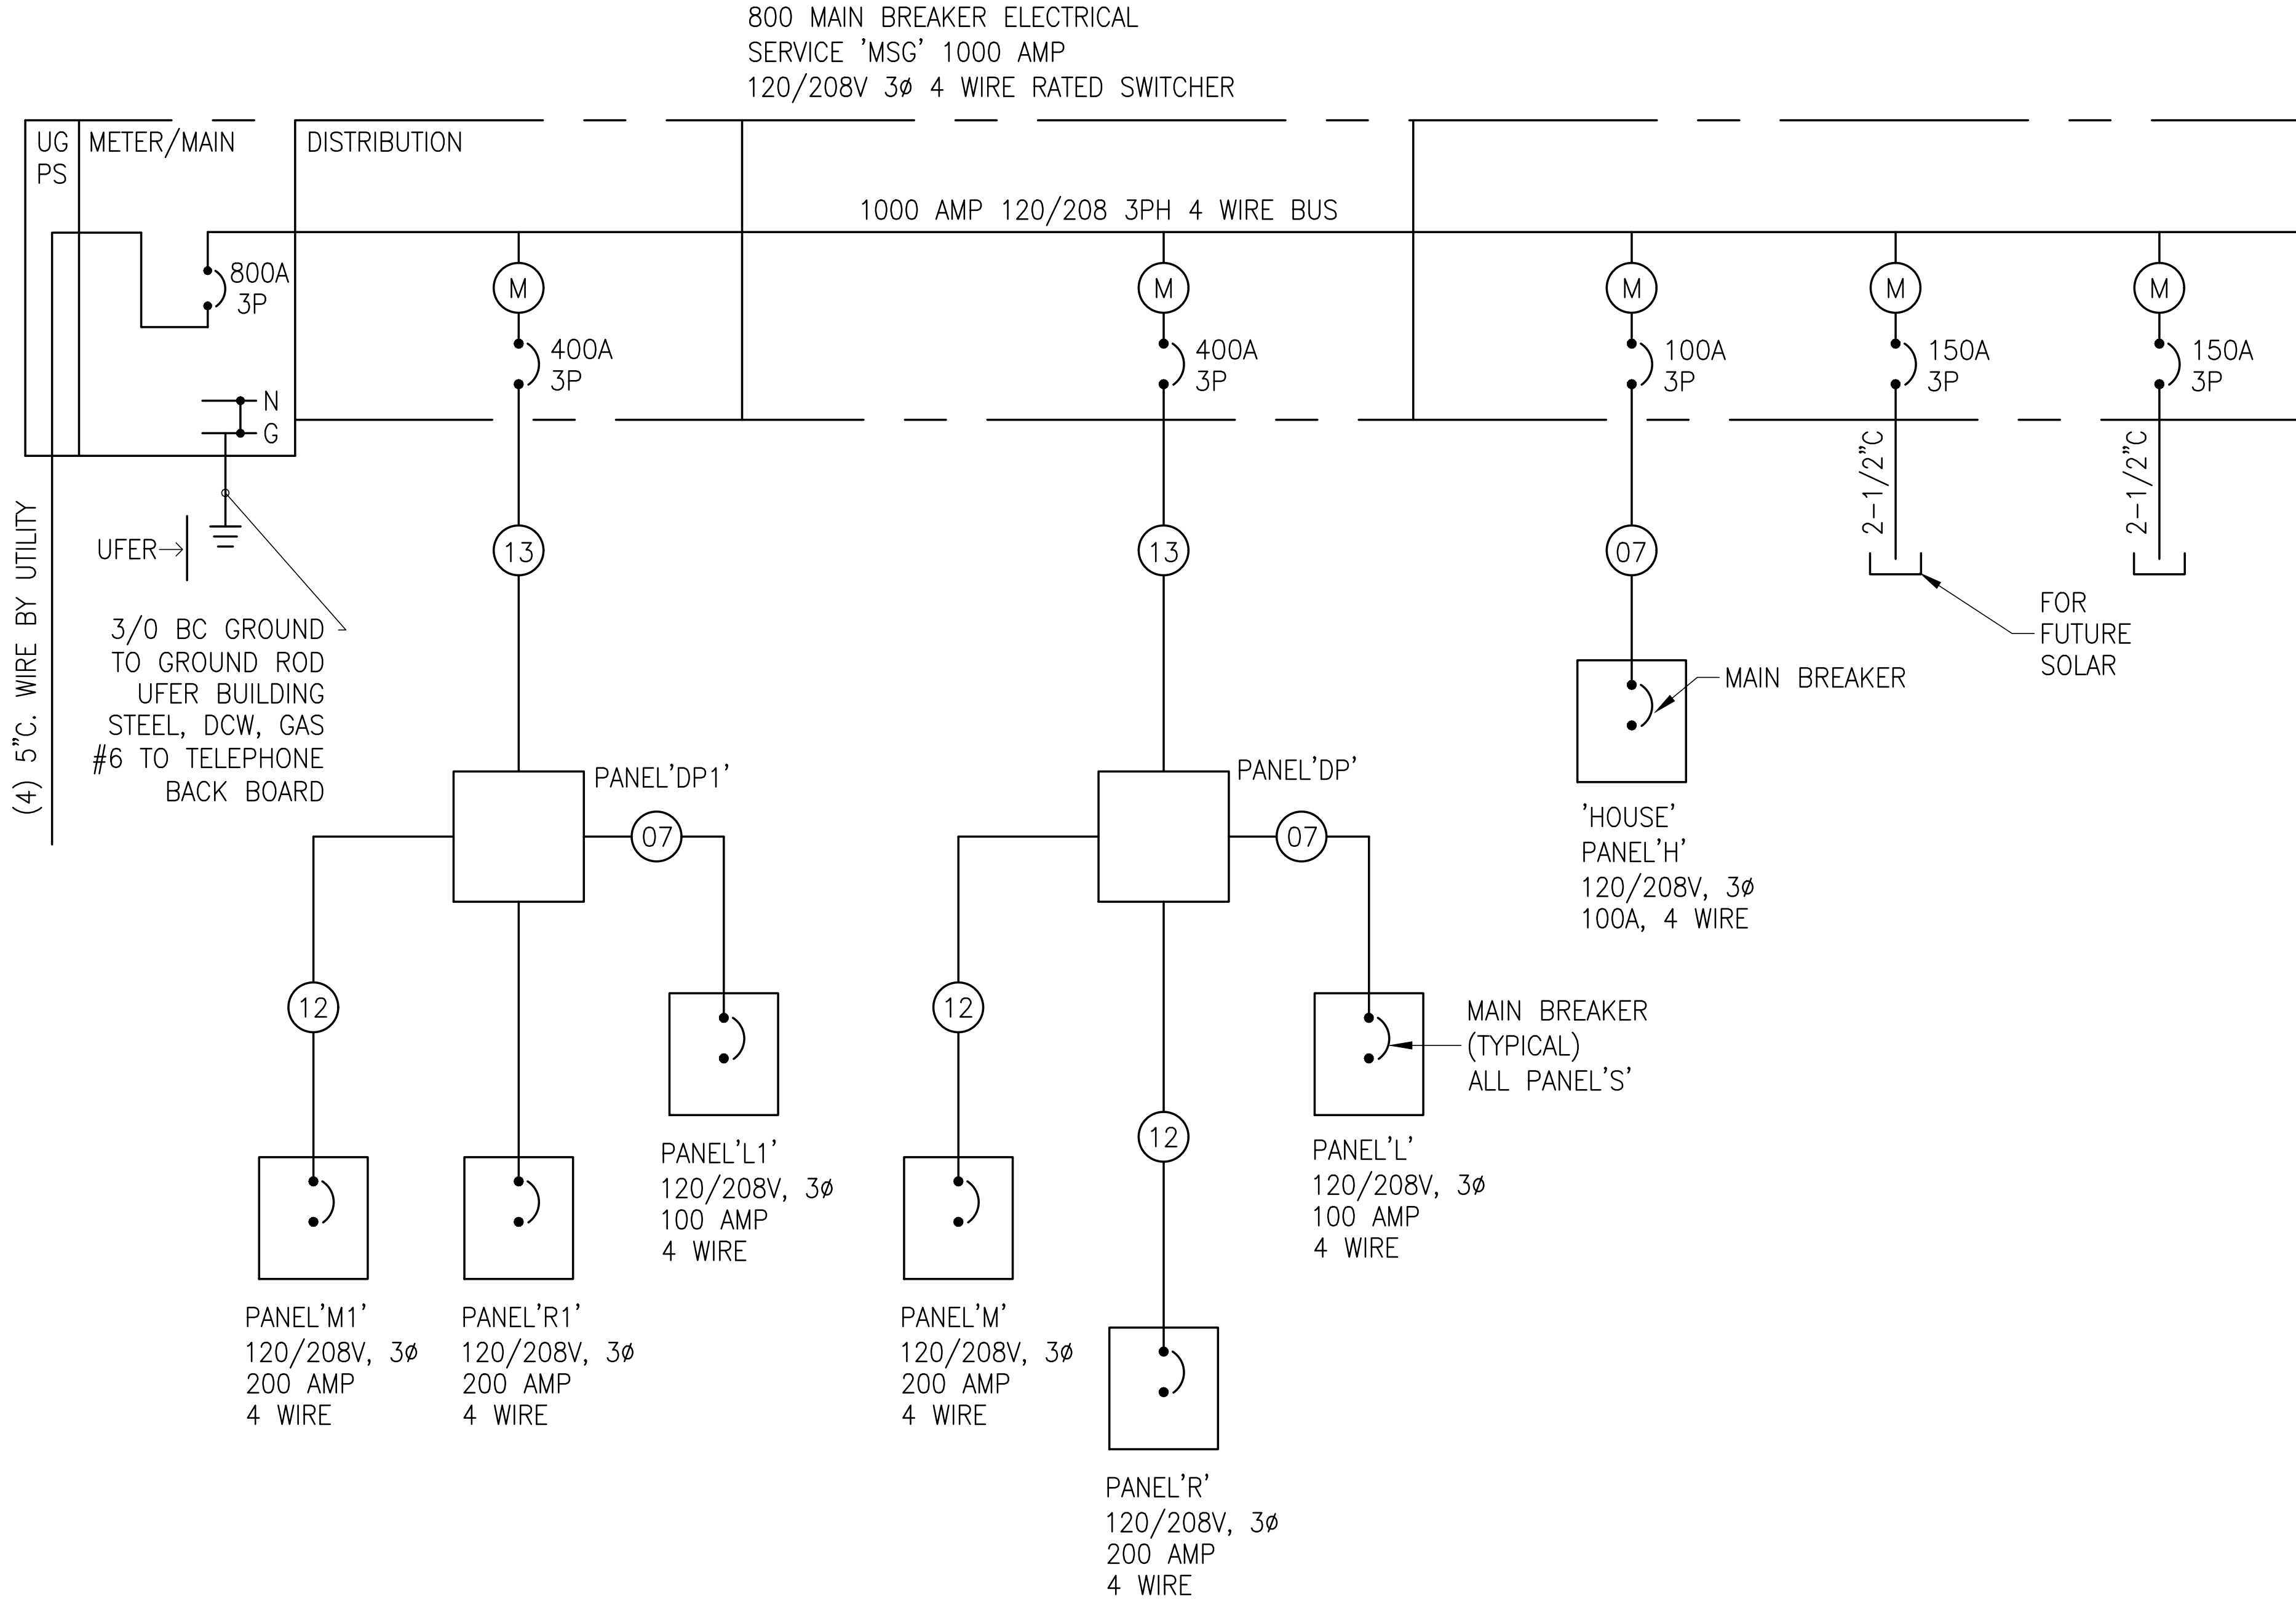 800 MAIN BREAKER ELECTRICAL
SERVICE 'MSG' 1000 AMP
120/208V 3ø 4 WIRE RATED SWITCHER
UG
PS
METER/MAIN
DISTRIBUTION
1000 AMP 120/208 3PH 4 WIRE BUS
800A
3P
N
G
M
400A
3P
M
400A
3P
M
100A
3P
M
150A
3P
M
150A
3P
2-1/2"C
2-1/2"C
(4) 5"C. WIRE BY UTILITY
UFER
3/0 BC GROUND
TO GROUND ROD
UFER BUILDING
STEEL, DCW, GAS
#6 TO TELEPHONE
BACK BOARD
13
13
07
FOR
FUTURE
SOLAR
MAIN BREAKER
'HOUSE'
PANEL'H'
120/208V, 3ø
100A, 4 WIRE
PANEL'DP1'
07
PANEL'DP'
07
12
12
12
MAIN BREAKER
(TYPICAL)
ALL PANEL'S'
PANEL'L1'
120/208V, 3ø
100 AMP
4 WIRE
PANEL'L'
120/208V, 3ø
100 AMP
4 WIRE
PANEL'M1'
120/208V, 3ø
200 AMP
4 WIRE
PANEL'R1'
120/208V, 3ø
200 AMP
4 WIRE
PANEL'M'
120/208V, 3ø
200 AMP
4 WIRE
PANEL'R'
120/208V, 3ø
200 AMP
4 WIRE